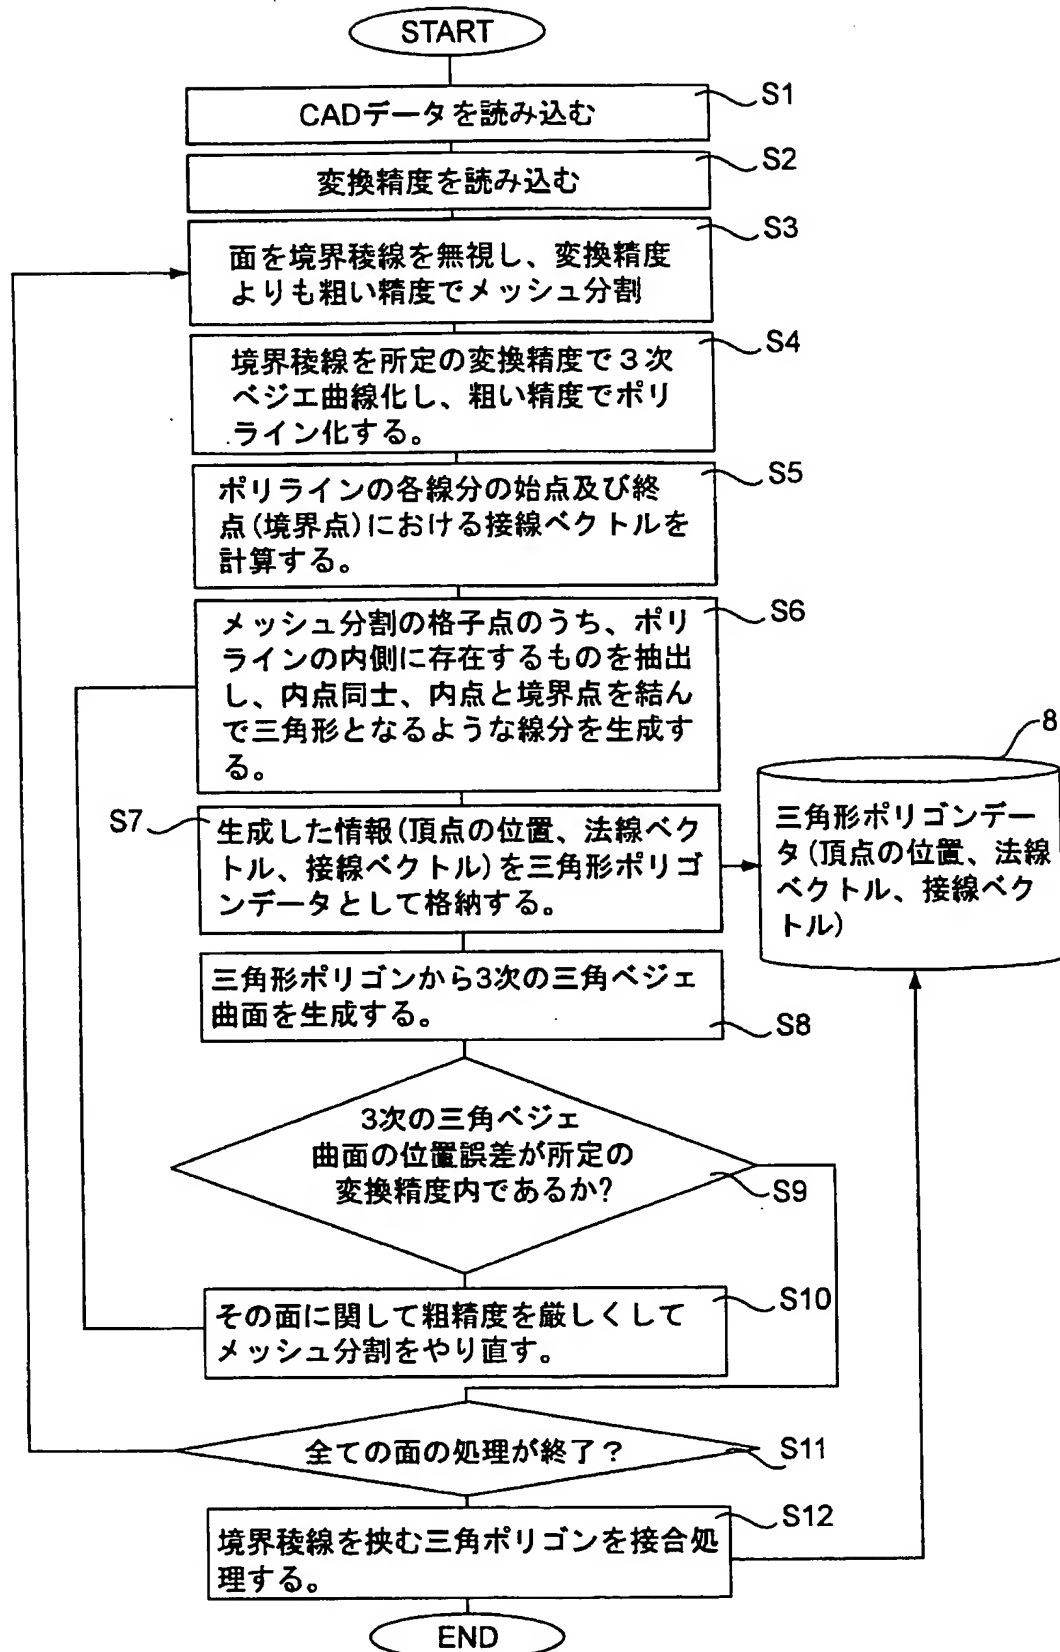 START
CADデータを読み込む
S1
変換精度を読み込む
S2
面を境界稜線を無視し、変換精度
よりも粗い精度でメッシュ分割
S3
境界稜線を所定の変換精度で３次
ベジエ曲線化し、粗い精度でポリ
ライン化する。
S4
ポリラインの各線分の始点及び終
点(境界点)における接線ベクトルを
計算する。
S5
メッシュ分割の格子点のうち、ポリ
ラインの内側に存在するものを抽出
し、内点同士、内点と境界点を結ん
で三角形となるような線分を生成す
る。
S6
S7
生成した情報(頂点の位置、法線ベク
トル、接線ベクトル)を三角形ポリゴ
ンデータとして格納する。
8
三角形ポリゴンデー
タ(頂点の位置、法線
ベクトル、接線ベク
トル)
三角形ポリゴンから3次の三角ベジェ
曲面を生成する。
S8
3次の三角ベジェ
曲面の位置誤差が所定の
変換精度内であるか?
S9
その面に関して粗精度を厳しくして
メッシュ分割をやり直す。
S10
全ての面の処理が終了？
S11
境界稜線を挟む三角ポリゴンを接合処
理する。
S12
END